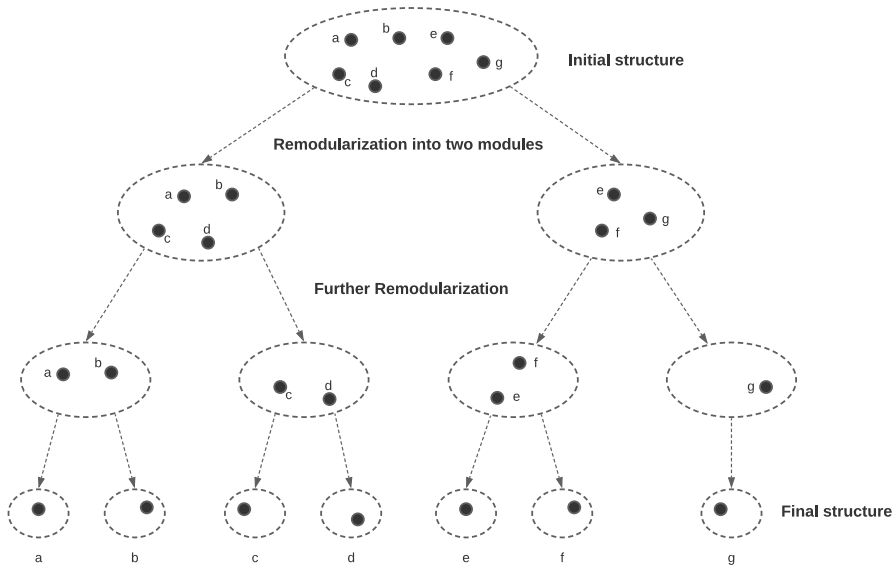 a
b
e
g
c
d
f
Initial structure
Remodularization into two modules
a
b
c
d
e
g
f
Further Remodularization
a
b
c
d
f
e
g
Final structure
a
b
c
d
e
f
g